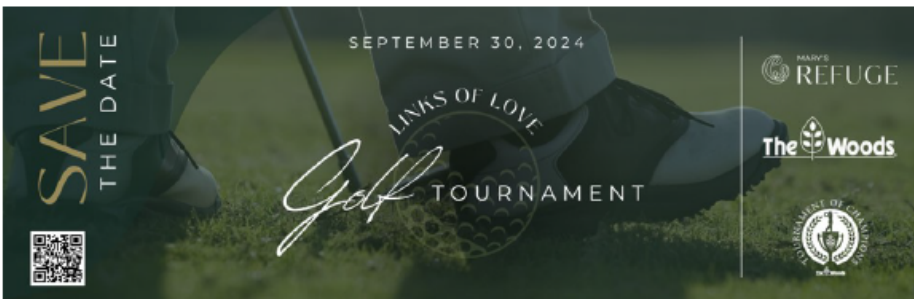 SAVE
THE DATE
SEPTEMBER 30, 2024
LINKS OF LOVE
Golf TOURNAMENT
MARY'S
REFUGE
The Woods
TOURNAMENT OF CHAMPIONS